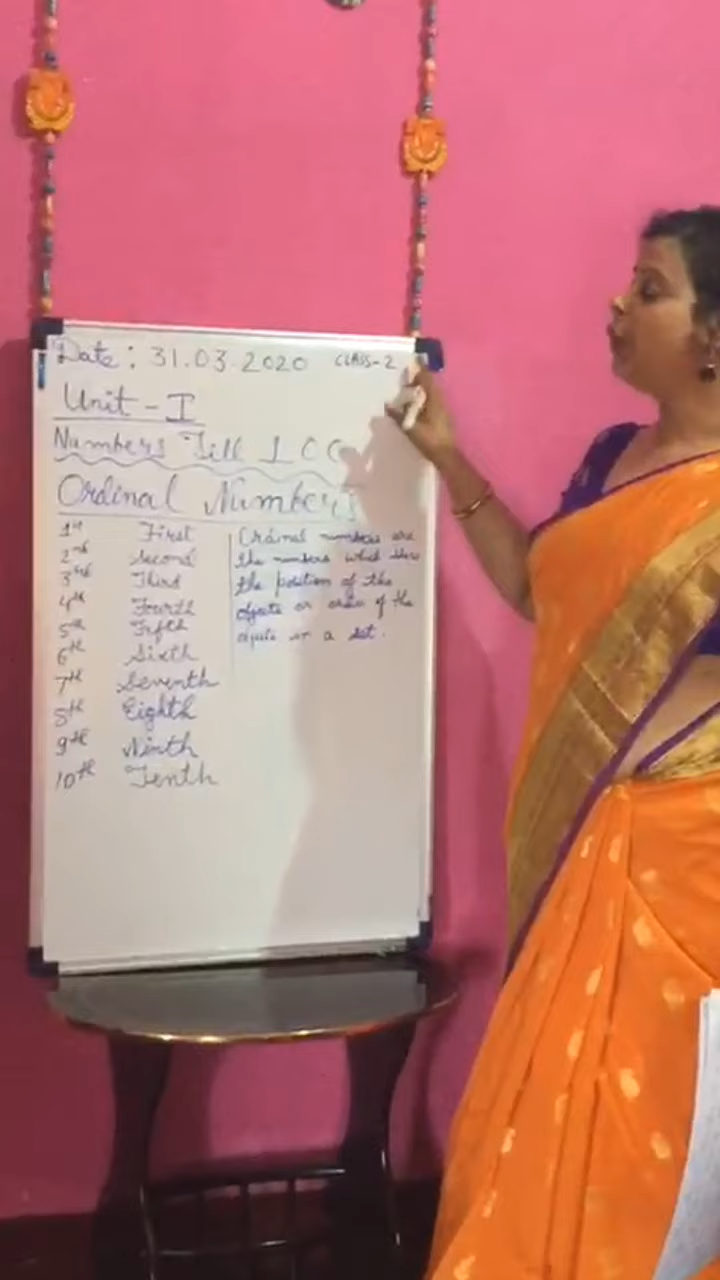 Date: 31.03.2020 CLASS-2
Unit-I
Numbers Till 100
Ordinal Numbers
1st First
2nd Second
3rd Third
4th Fourth
5th Fifth
6th Sixth
7th Seventh
8th Eighth
9th Ninth
10th Tenth
Ordinal numbers are
the numbers which show
the position of the
objects or order of the
objects in a set.